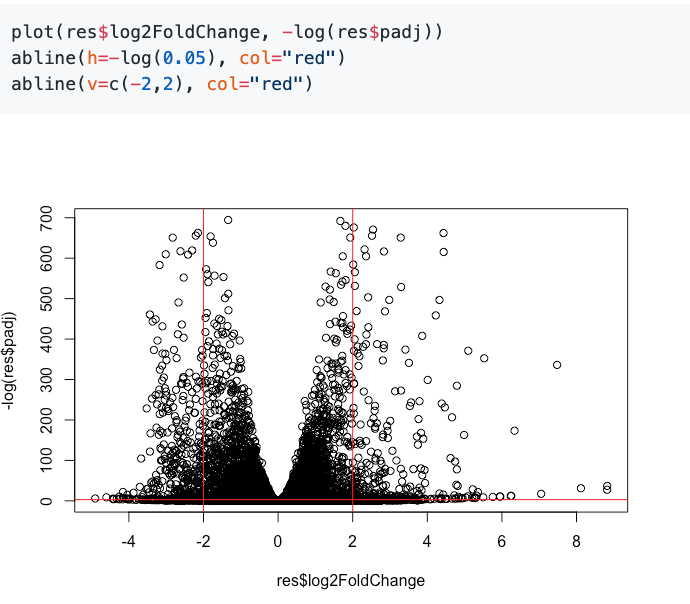 plot(res$log2FoldChange, -log(res$padj))
abline(h=-log(0.05), col="red")
abline(v=c(-2,2), col="red")
700
600
500
400
300
200
100
0
-log(res$padj)
-4 -2 0 2 4 6 8
res$log2FoldChange